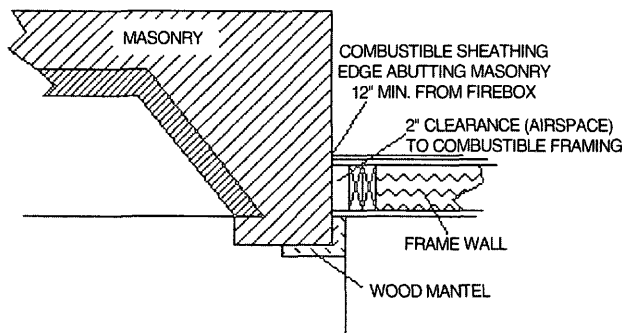 MASONRY
COMBUSTIBLE SHEATHING
EDGE ABUTTING MASONRY
12" MIN. FROM FIREBOX
2" CLEARANCE (AIRSPACE)
TO COMBUSTIBLE FRAMING
FRAME WALL
WOOD MANTEL